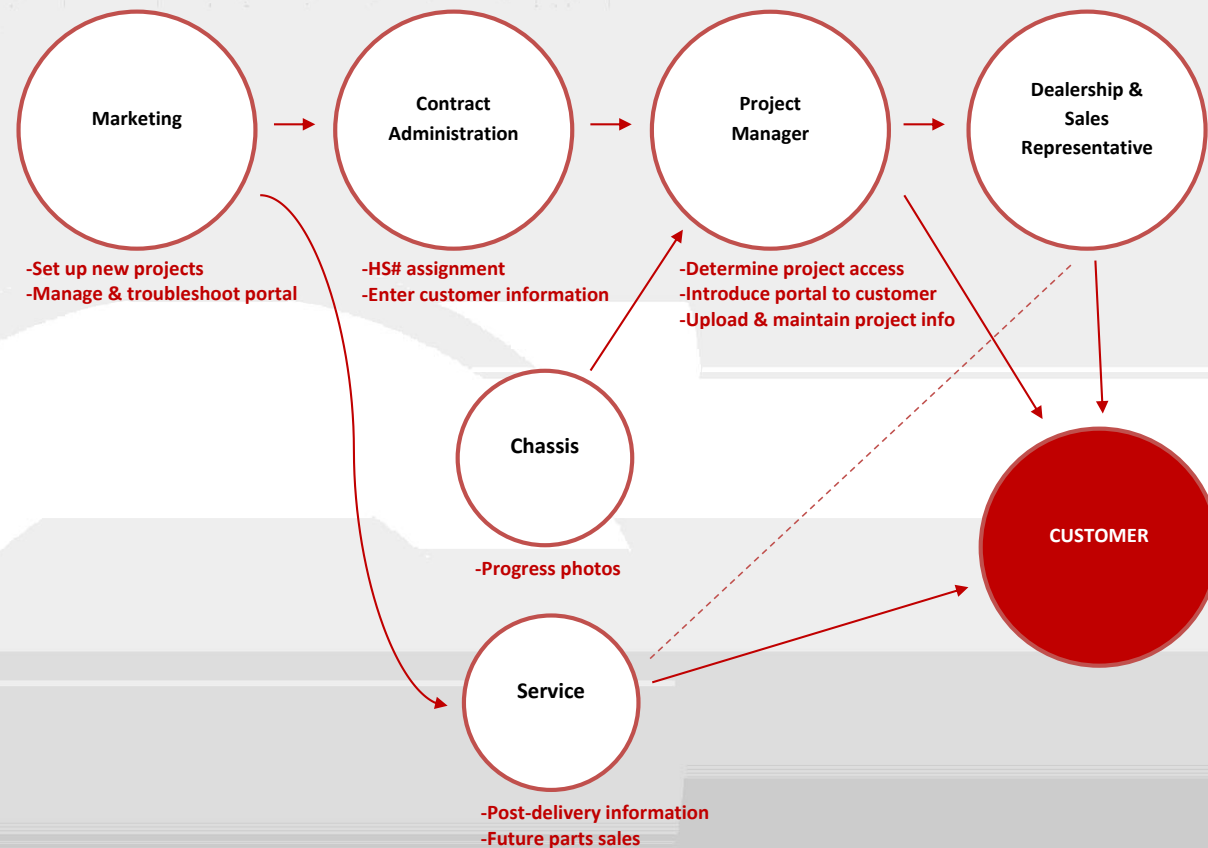 Marketing
Contract
Administration
Project
Manager
Dealership &
Sales
Representative
-Set up new projects
-Manage & troubleshoot portal
-HS# assignment
-Enter customer information
-Determine project access
-Introduce portal to customer
-Upload & maintain project info
Chassis
-Progress photos
CUSTOMER
Service
-Post-delivery information
-Future parts sales